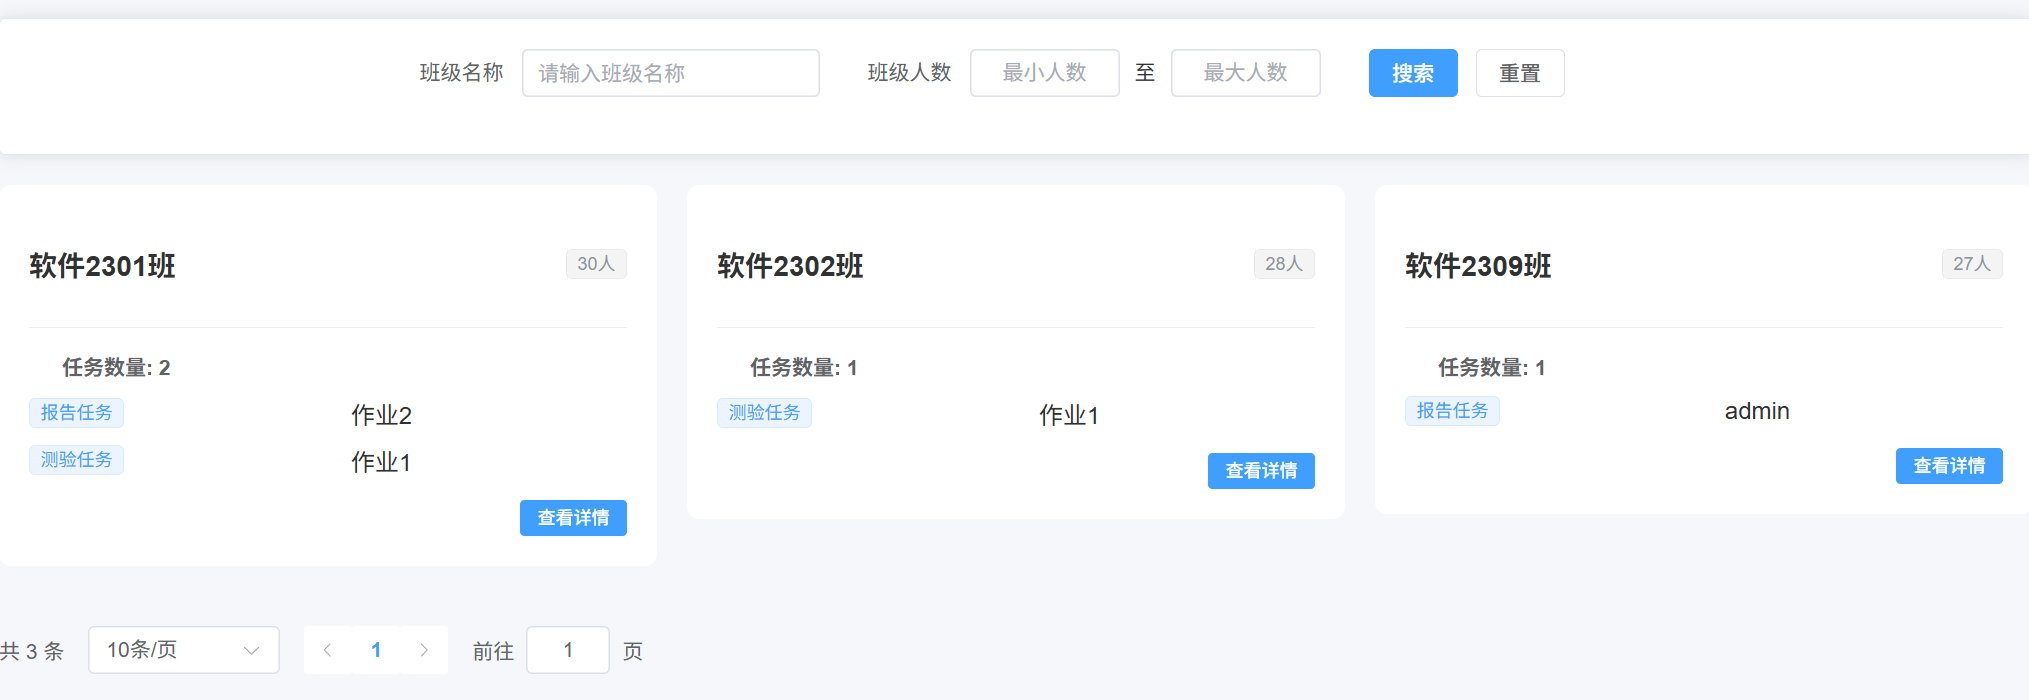 班级名称 请输入班级名称 班级人数 最小人数 至 最大人数 搜索 重置
软件2301班 30人
任务数量: 2
报告任务 作业2
测验任务 作业1
查看详情
软件2302班 28人
任务数量: 1
测验任务 作业1
查看详情
软件2309班 27人
任务数量: 1
报告任务 admin
查看详情
共 3 条 10条/页 1 前往 1 页